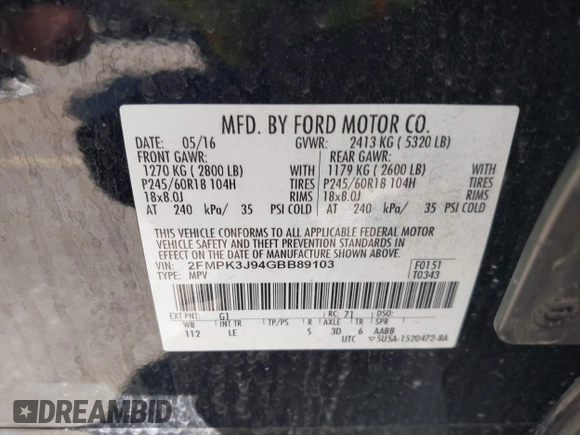 MFD. BY FORD MOTOR CO.
DATE: 05/16 GVWR: 2413 KG ( 5320 LB)
FRONT GAWR: REAR GAWR:
1270 KG ( 2800 LB) WITH 1179 KG ( 2600 LB) WITH
P245/60R18 104H TIRES P245/60R18 104H TIRES
18x8.0J RIMS 18x8.0J RIMS
AT 240 kPa/ 35 PSI COLD AT 240 kPa/ 35 PSI COLD
THIS VEHICLE CONFORMS TO ALL APPLICABLE FEDERAL MOTOR
VEHICLE SAFETY AND THEFT PREVENTION STANDARDS IN
EFFECT ON THE DATE OF MANUFACTURE SHOWN ABOVE.
VIN: 2FMPK3J94GBB89103 F0151
TYPE: MPV T0343
EXT PNT: G1 RC: 71 DSO:
WB INT TR TP/PS R AXLE TR SPR
112 LE 5 3D 6 AABB
UTC 5U5A-1520472-BA
DREAMBID